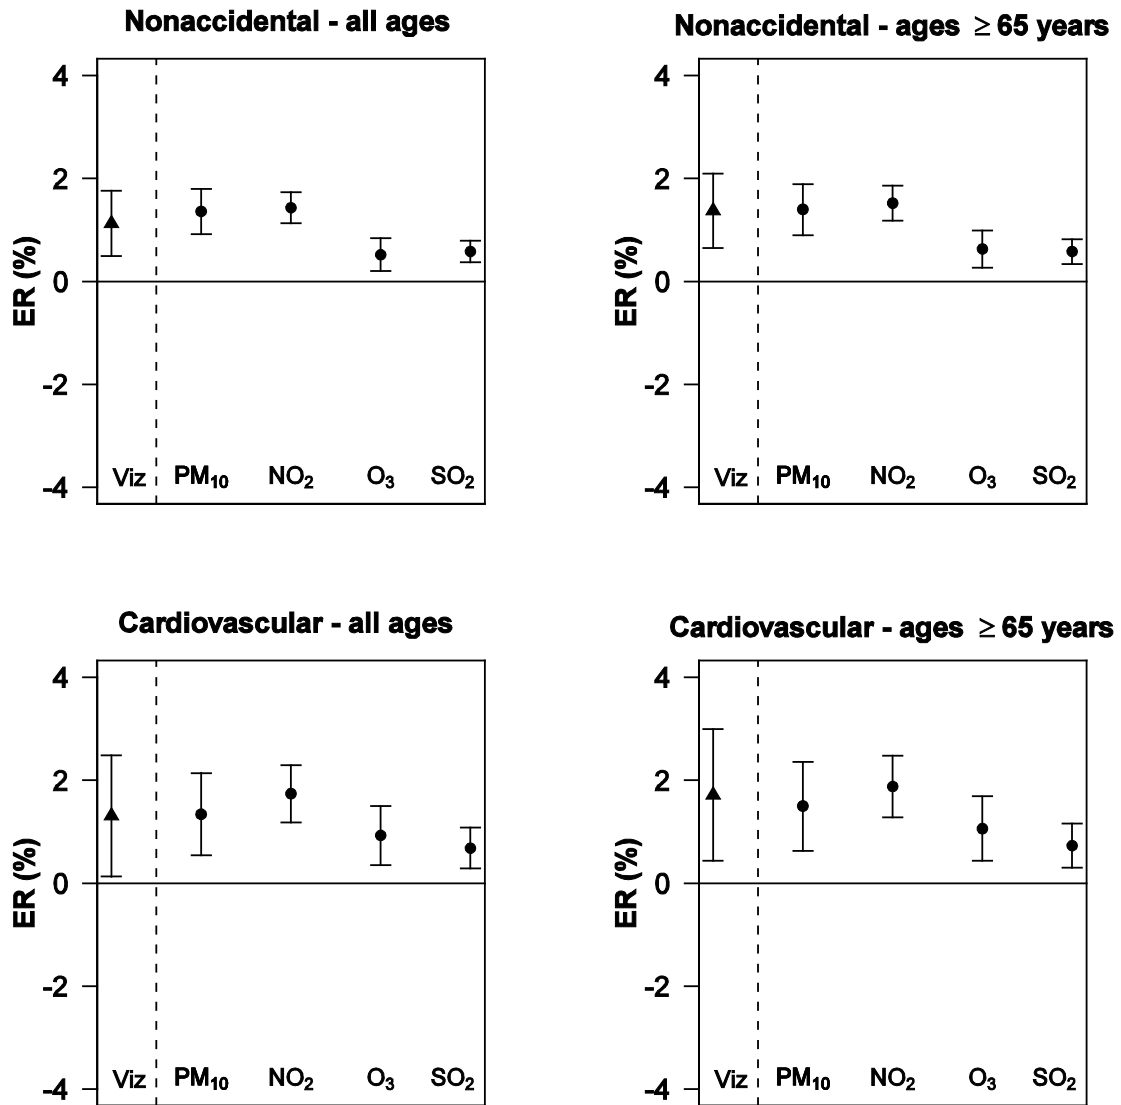 Nonaccidental - all ages
4
2
0
-2
-4
ER (%)
Viz PM₁₀ NO₂ O₃ SO₂
Nonaccidental - ages ≥ 65 years
4
2
0
-2
-4
ER (%)
Viz PM₁₀ NO₂ O₃ SO₂
Cardiovascular - all ages
4
2
0
-2
-4
ER (%)
Viz PM₁₀ NO₂ O₃ SO₂
Cardiovascular - ages ≥ 65 years
4
2
0
-2
-4
ER (%)
Viz PM₁₀ NO₂ O₃ SO₂